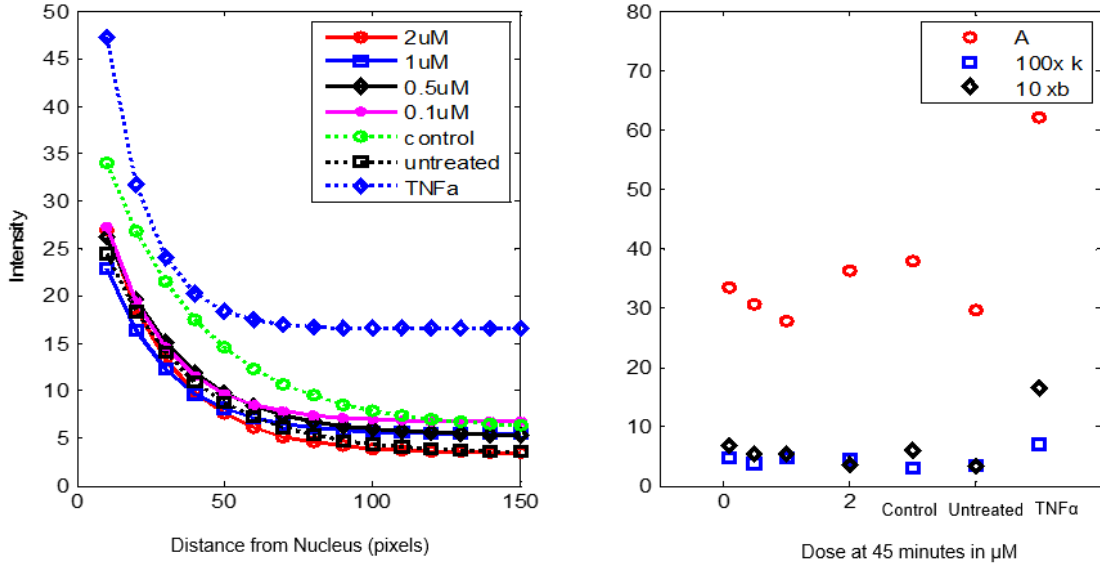 50
45
40
35
30
25
20
15
10
5
0
Intensity
0
50
100
150
Distance from Nucleus (pixels)
2uM
1uM
0.5uM
0.1uM
control
untreated
TNFa
80
70
60
50
40
30
20
10
0
A
100x k
10 xb
0
2
Control
Untreated
TNFα
Dose at 45 minutes in µM